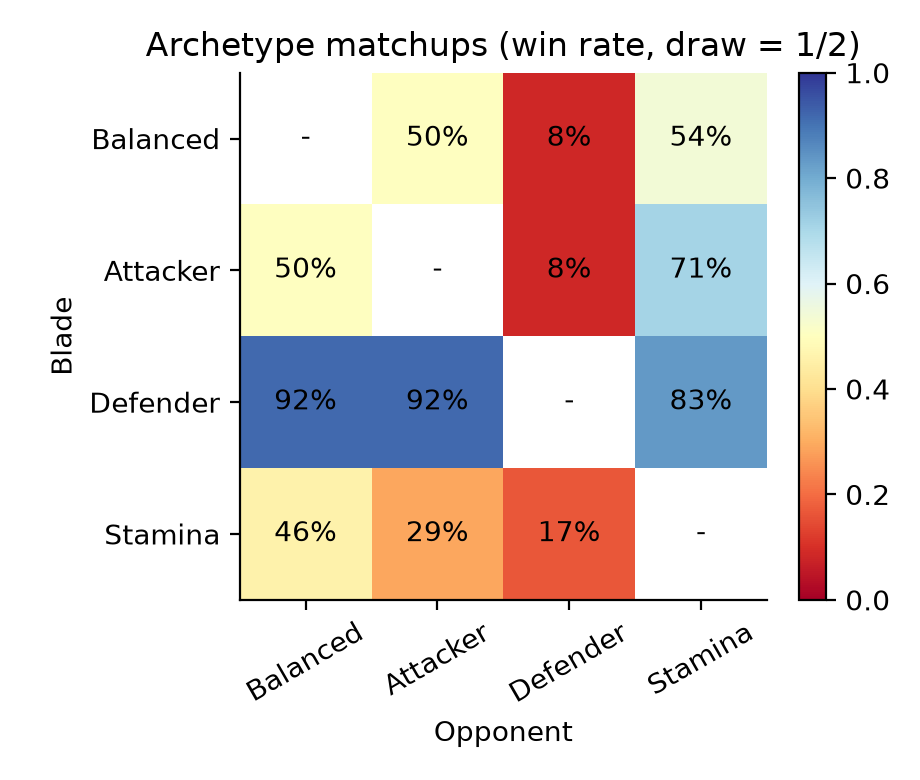 Archetype matchups (win rate, draw = 1/2)
Balanced - 50% 8% 54%
Attacker 50% - 8% 71%
Defender 92% 92% - 83%
Stamina 46% 29% 17% -
Balanced Attacker Defender Stamina
Opponent
Blade
1.0
0.8
0.6
0.4
0.2
0.0